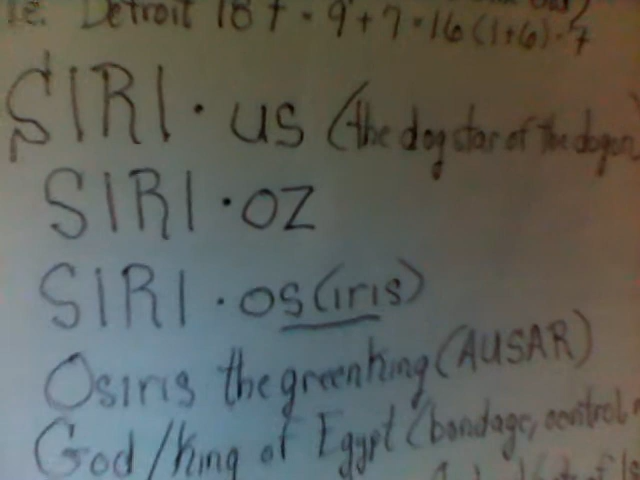 Detroit 187 = 9 + 7 = 16 (1+6) = 7
SIRI · us (the dog star of the dogon
SIRI · oz
SIRI · os(iris)
Osiris the green king (AUSAR)
God/King of Egypt (bondage, control